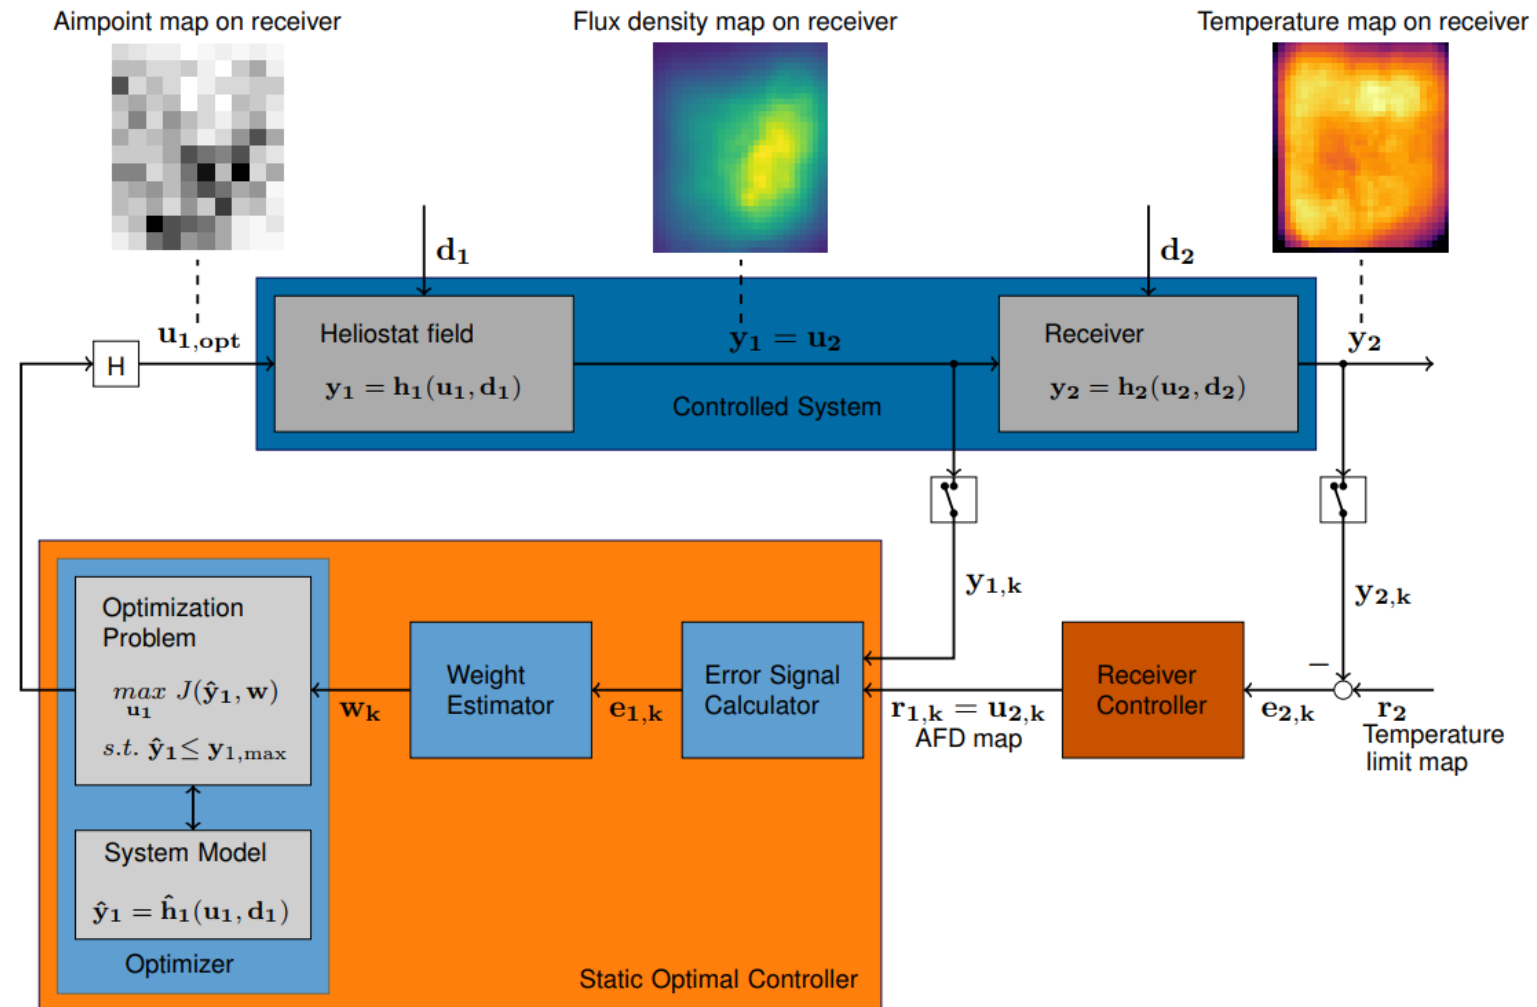 Aimpoint map on receiver
Flux density map on receiver
Temperature map on receiver
d₁
d₂
u₁,opt
H
Heliostat field
y₁ = h₁(u₁, d₁)
y₁ = u₂
Controlled System
Receiver
y₂ = h₂(u₂, d₂)
y₂
y₁,k
y₂,k
Optimization
Problem
max J(ŷ₁, w)
u₁
s.t. ŷ₁ ≤ y₁,max
System Model
ŷ₁ = ĥ₁(u₁, d₁)
Optimizer
wₖ
Weight
Estimator
e₁,k
Error Signal
Calculator
r₁,k = u₂,k
AFD map
Receiver
Controller
e₂,k
−
r₂
Temperature
limit map
Static Optimal Controller